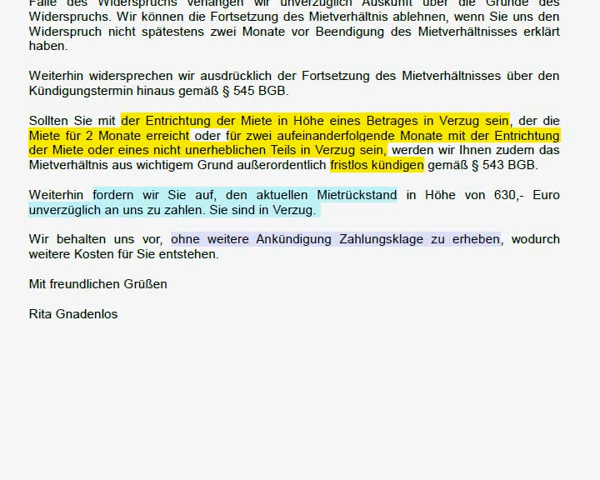 Falle des Widerspruchs verlangen wir unverzüglich Auskunft über die Gründe des
Widerspruchs. Wir können die Fortsetzung des Mietverhältnis ablehnen, wenn Sie uns den
Widerspruch nicht spätestens zwei Monate vor Beendigung des Mietverhältnisses erklärt
haben.
Weiterhin widersprechen wir ausdrücklich der Fortsetzung des Mietverhältnisses über den
Kündigungstermin hinaus gemäß § 545 BGB.
Sollten Sie mit der Entrichtung der Miete in Höhe eines Betrages in Verzug sein, der die
Miete für 2 Monate erreicht oder für zwei aufeinanderfolgende Monate mit der Entrichtung
der Miete oder eines nicht unerheblichen Teils in Verzug sein, werden wir Ihnen zudem das
Mietverhältnis aus wichtigem Grund außerordentlich fristlos kündigen gemäß § 543 BGB.
Weiterhin fordern wir Sie auf, den aktuellen Mietrückstand in Höhe von 630,- Euro
unverzüglich an uns zu zahlen. Sie sind in Verzug.
Wir behalten uns vor, ohne weitere Ankündigung Zahlungsklage zu erheben, wodurch
weitere Kosten für Sie entstehen.
Mit freundlichen Grüßen
Rita Gnadenlos